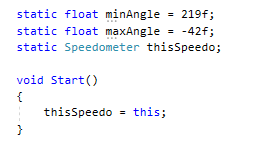 static float minAngle = 219f;
static float maxAngle = -42f;
static Speedometer thisSpeedo;
void Start()
{
thisSpeedo = this;
}